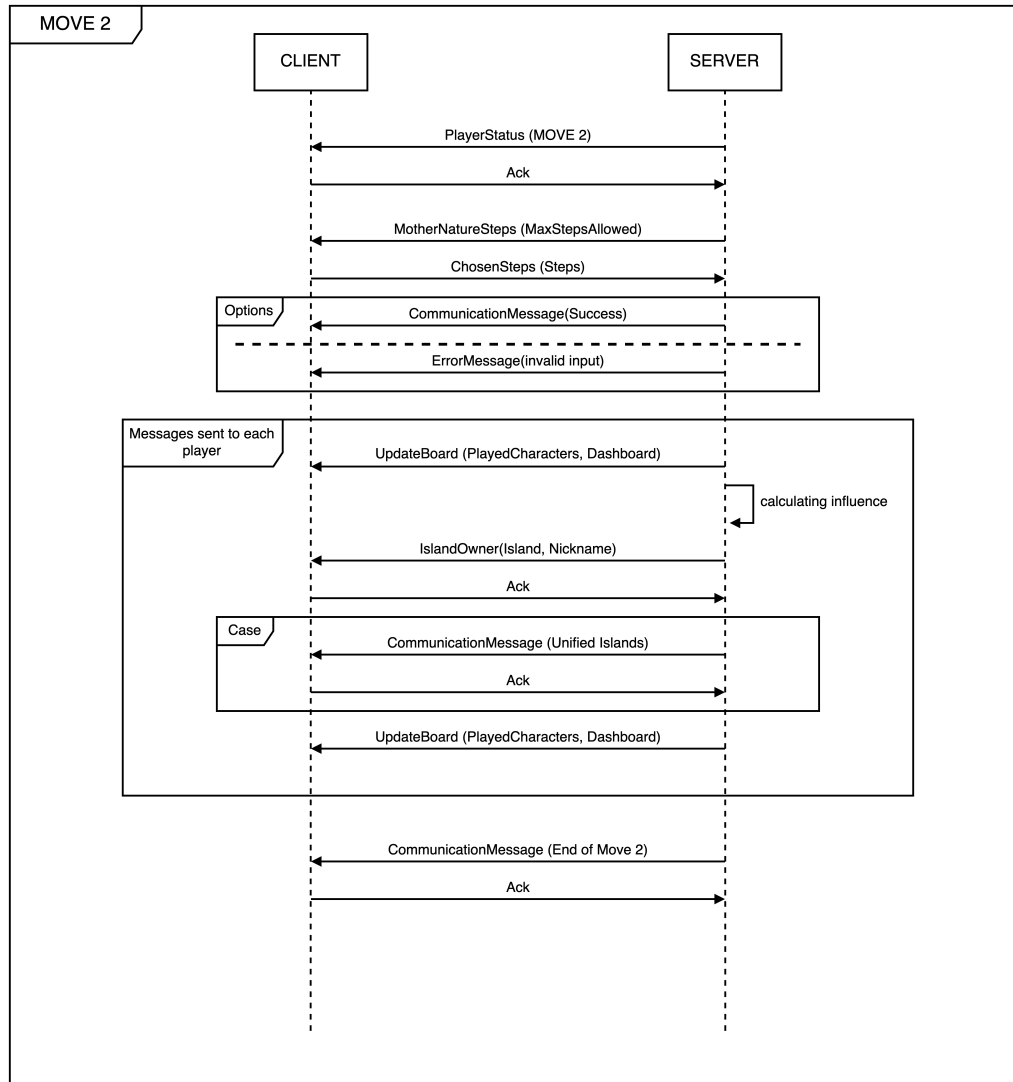 MOVE 2
CLIENT
SERVER
PlayerStatus (MOVE 2)
Ack
MotherNatureSteps (MaxStepsAllowed)
ChosenSteps (Steps)
Options
CommunicationMessage(Success)
ErrorMessage(invalid input)
Messages sent to each
player
UpdateBoard (PlayedCharacters, Dashboard)
calculating influence
IslandOwner(Island, Nickname)
Ack
Case
CommunicationMessage (Unified Islands)
Ack
UpdateBoard (PlayedCharacters, Dashboard)
CommunicationMessage (End of Move 2)
Ack